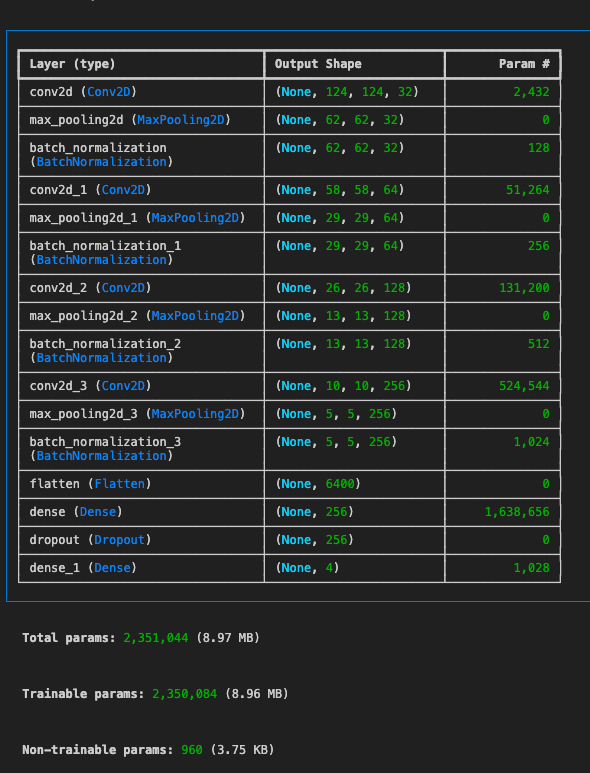 Layer (type) Output Shape Param #
conv2d (Conv2D) (None, 124, 124, 32) 2,432
max_pooling2d (MaxPooling2D) (None, 62, 62, 32) 0
batch_normalization (None, 62, 62, 32) 128
(BatchNormalization)
conv2d_1 (Conv2D) (None, 58, 58, 64) 51,264
max_pooling2d_1 (MaxPooling2D) (None, 29, 29, 64) 0
batch_normalization_1 (None, 29, 29, 64) 256
(BatchNormalization)
conv2d_2 (Conv2D) (None, 26, 26, 128) 131,200
max_pooling2d_2 (MaxPooling2D) (None, 13, 13, 128) 0
batch_normalization_2 (None, 13, 13, 128) 512
(BatchNormalization)
conv2d_3 (Conv2D) (None, 10, 10, 256) 524,544
max_pooling2d_3 (MaxPooling2D) (None, 5, 5, 256) 0
batch_normalization_3 (None, 5, 5, 256) 1,024
(BatchNormalization)
flatten (Flatten) (None, 6400) 0
dense (Dense) (None, 256) 1,638,656
dropout (Dropout) (None, 256) 0
dense_1 (Dense) (None, 4) 1,028
Total params: 2,351,044 (8.97 MB)
Trainable params: 2,350,084 (8.96 MB)
Non-trainable params: 960 (3.75 KB)